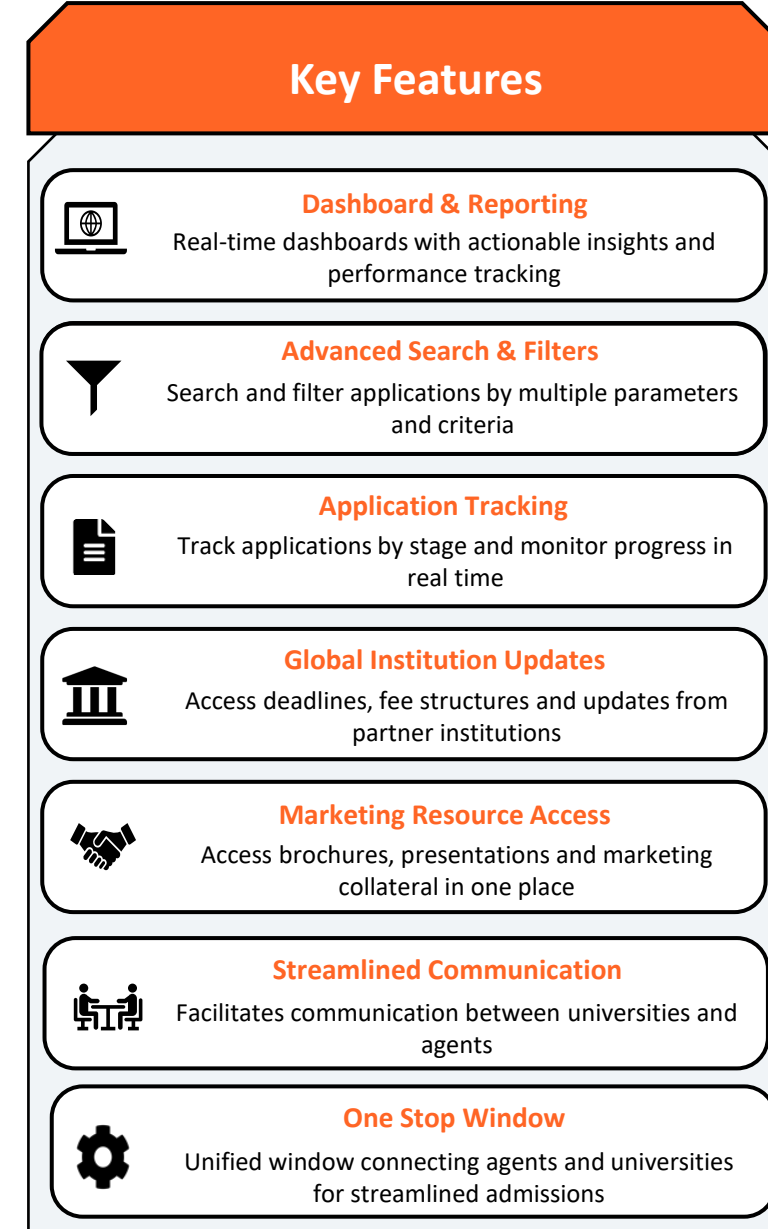 Key Features
Dashboard & Reporting
Real-time dashboards with actionable insights and
performance tracking
Advanced Search & Filters
Search and filter applications by multiple parameters
and criteria
Application Tracking
Track applications by stage and monitor progress in
real time
Global Institution Updates
Access deadlines, fee structures and updates from
partner institutions
Marketing Resource Access
Access brochures, presentations and marketing
collateral in one place
Streamlined Communication
Facilitates communication between universities and
agents
One Stop Window
Unified window connecting agents and universities
for streamlined admissions